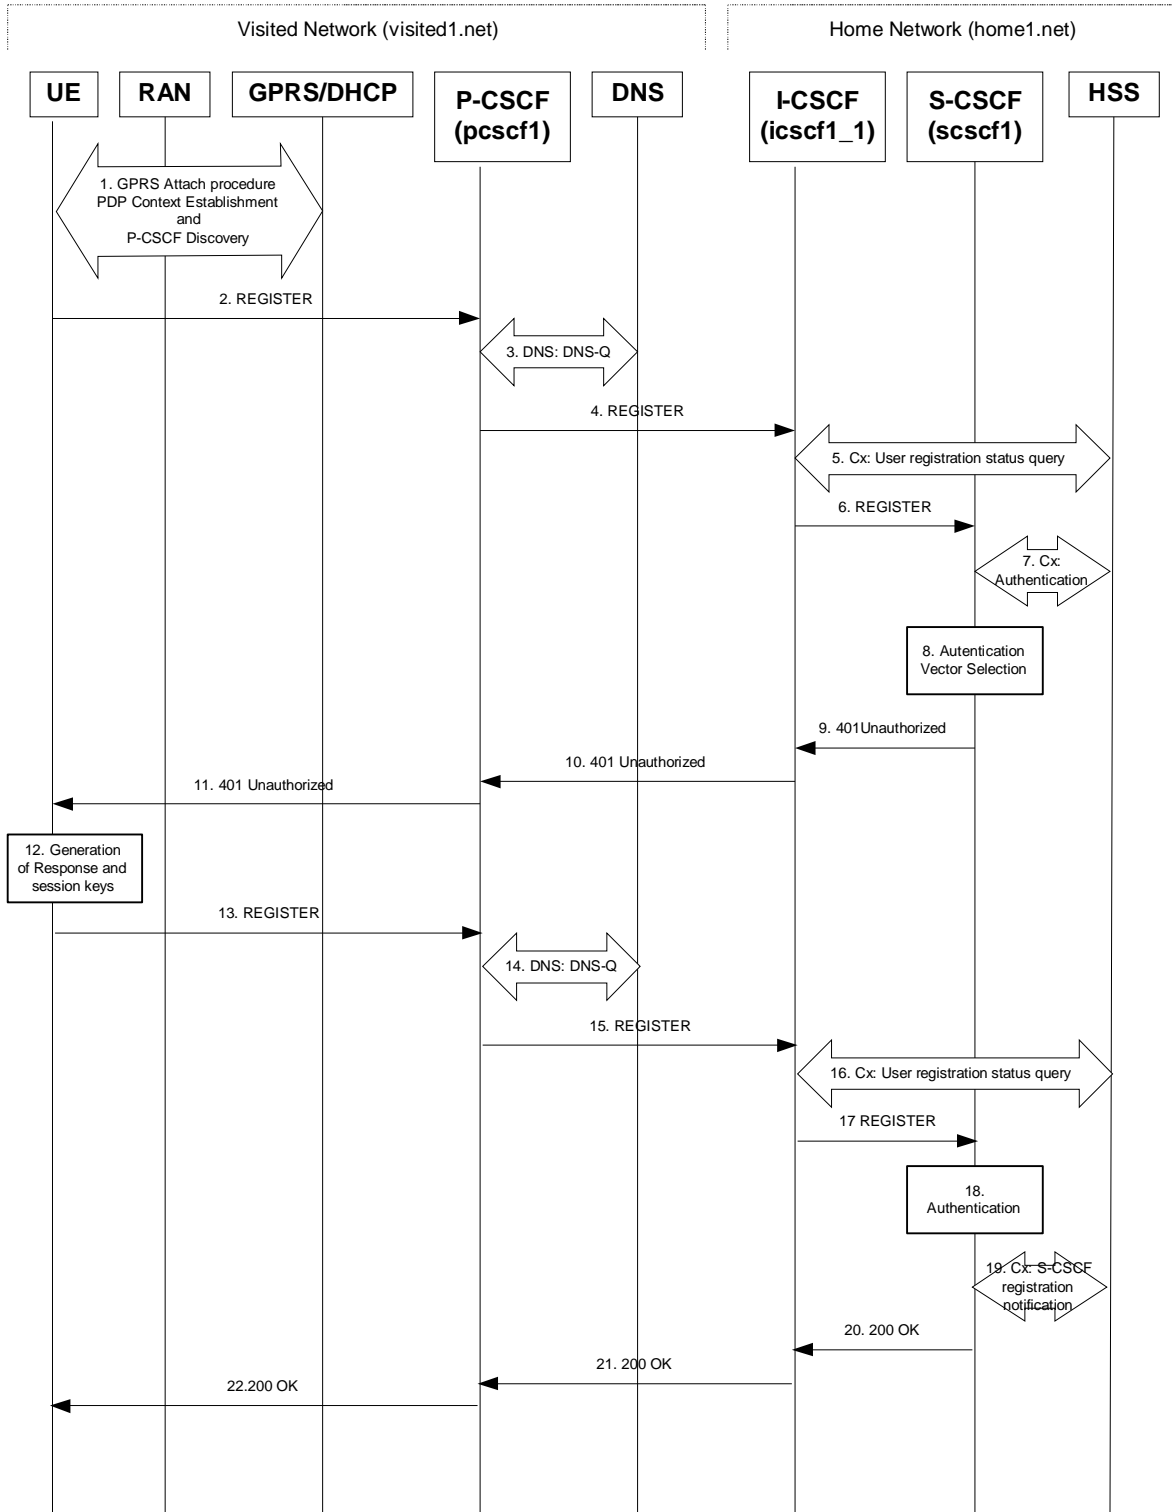 Visited Network (visited1.net)
Home Network (home1.net)
UE
RAN
GPRS/DHCP
P-CSCF
(pcscf1)
DNS
I-CSCF
(icscf1_1)
S-CSCF
(scscf1)
HSS
1. GPRS Attach procedure
PDP Context Establishment
and
P-CSCF Discovery
2. REGISTER
3. DNS: DNS-Q
4. REGISTER
5. Cx: User registration status query
6. REGISTER
7. Cx:
Authentication
8. Autentication
Vector Selection
9. 401Unauthorized
10. 401 Unauthorized
11. 401 Unauthorized
12. Generation
of Response and
session keys
13. REGISTER
14. DNS: DNS-Q
15. REGISTER
16. Cx: User registration status query
17 REGISTER
18.
Authentication
19. Cx: S-CSCF
registration
notification
20. 200 OK
21. 200 OK
22.200 OK